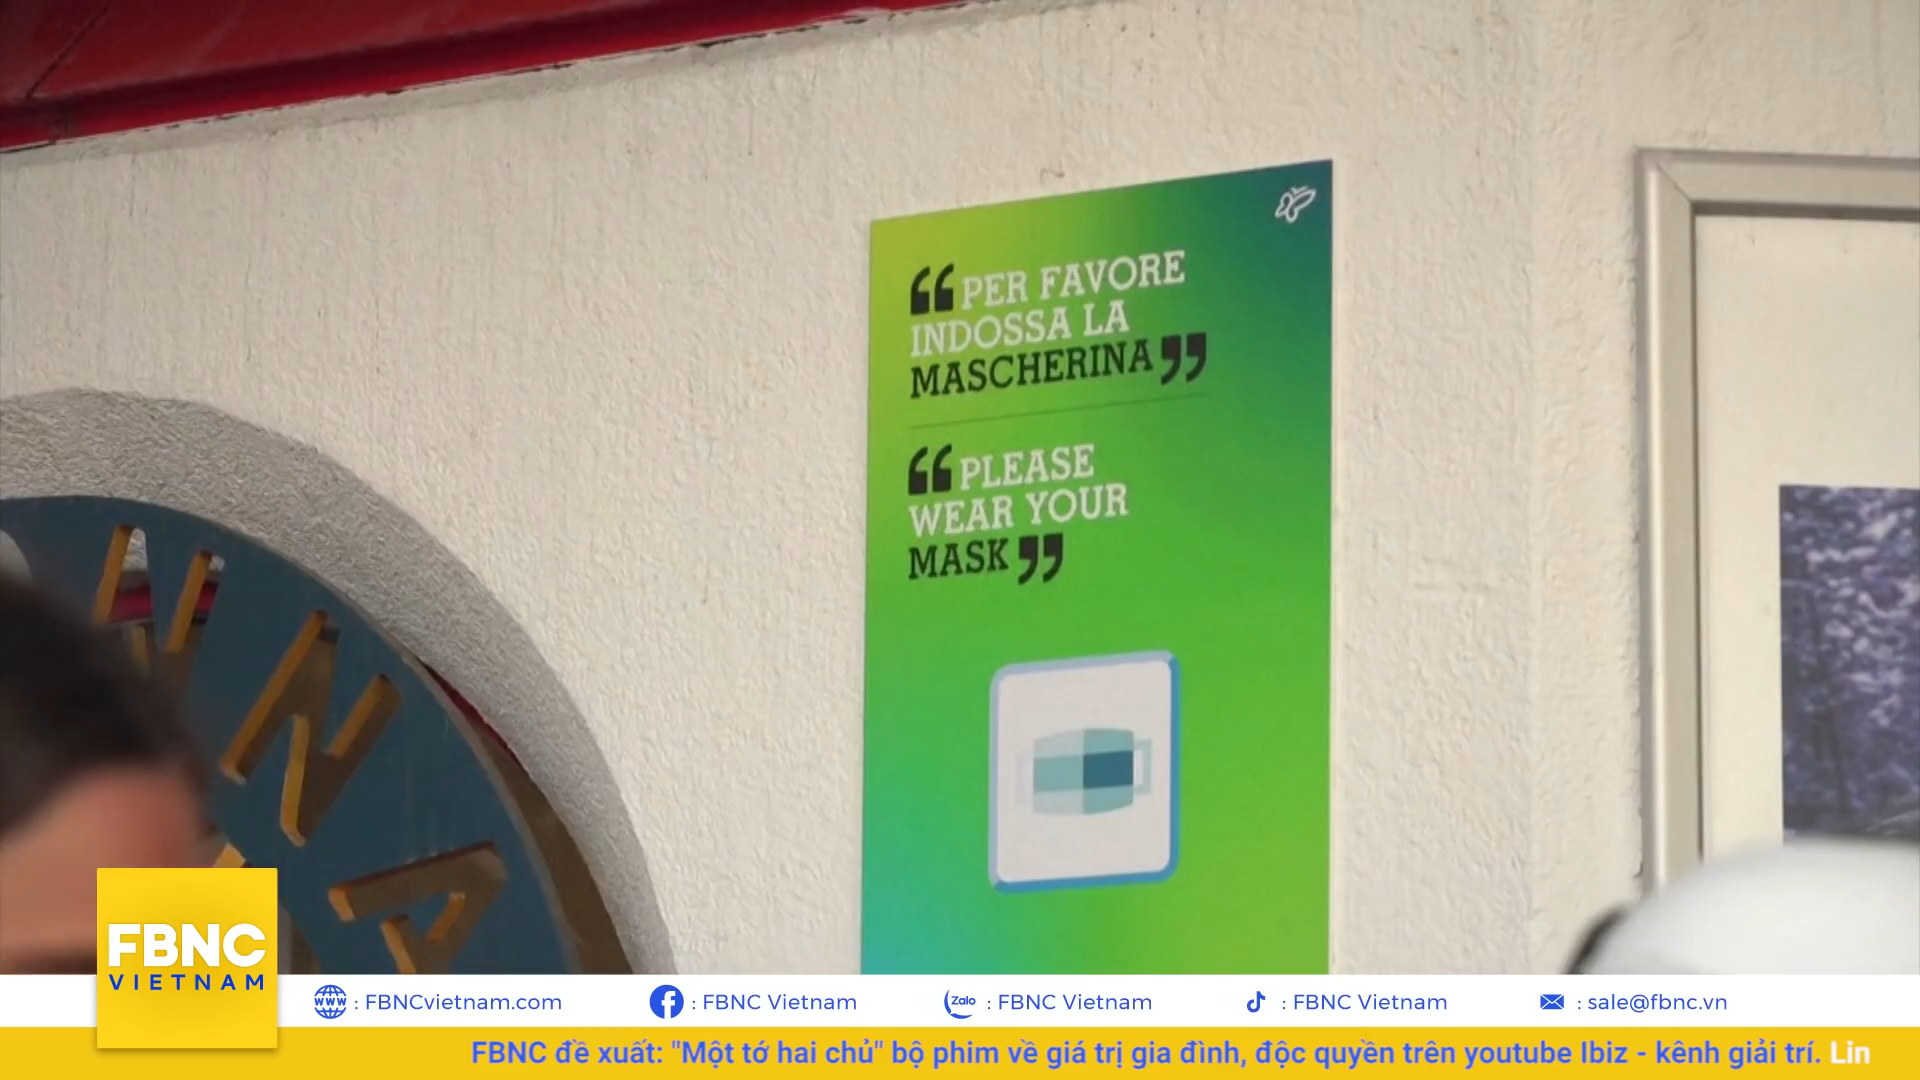 “PER FAVORE
INDOSSA LA
MASCHERINA”
“PLEASE
WEAR YOUR
MASK”
FBNC
VIETNAM
www : FBNCvietnam.com
: FBNC Vietnam
Zalo : FBNC Vietnam
: FBNC Vietnam
: sale@fbnc.vn
FBNC đề xuất: "Một tớ hai chủ" bộ phim về giá trị gia đình, độc quyền trên youtube Ibiz - kênh giải trí. Lin